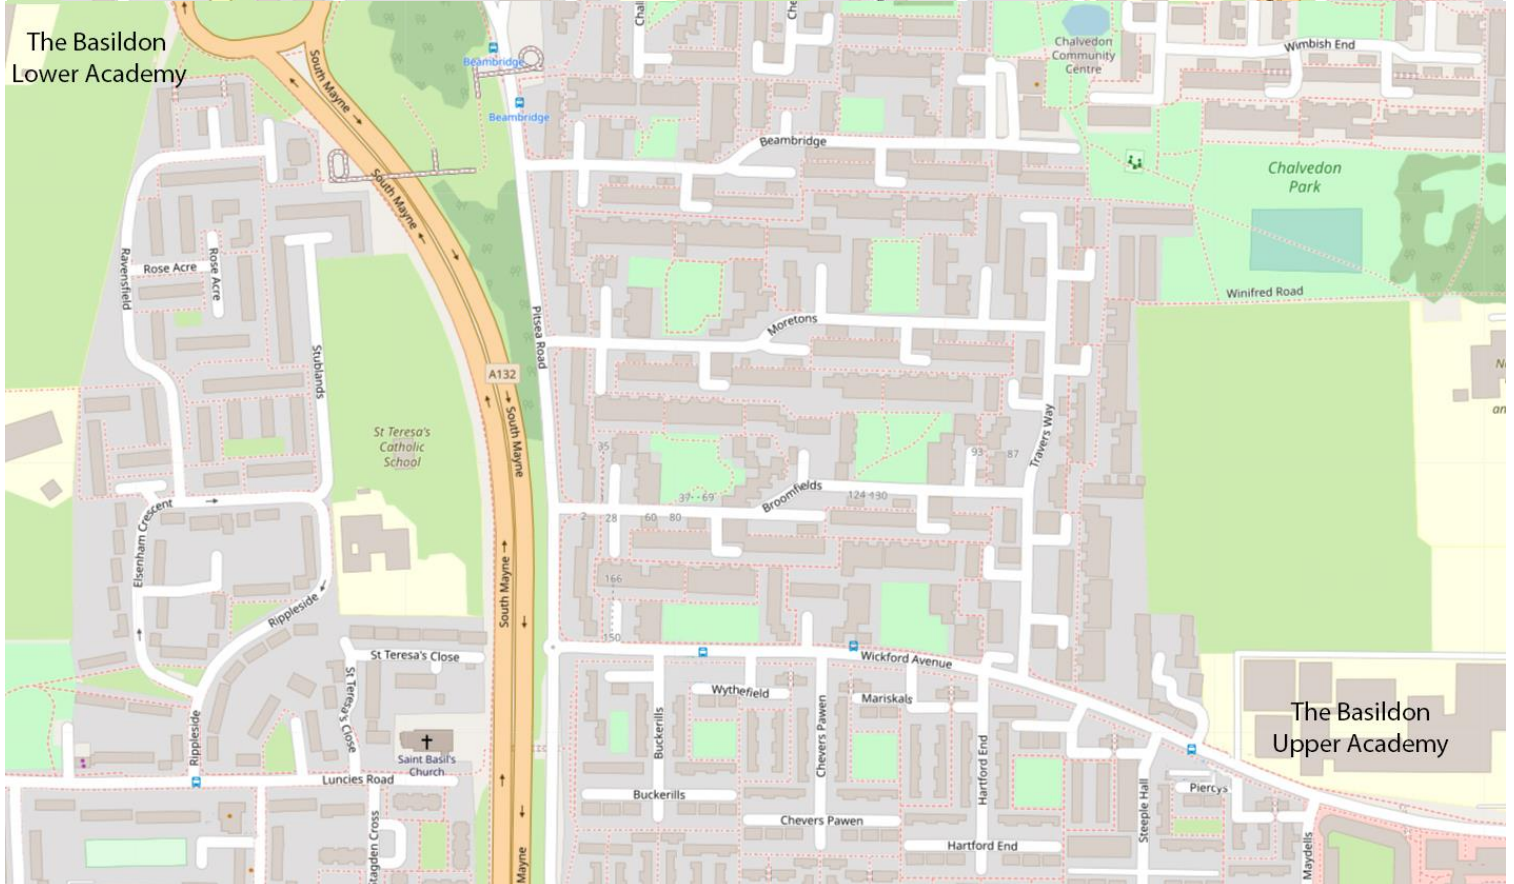 The Basildon
Lower Academy
South Mayne
Beambridge
Beambridge
Chalvedon
Community
Centre
Wimbish End
Beambridge
South Mayne
Chalvedon
Park
Ravensfield
Rose Acre
Rose Acre
Winifred Road
Pitsea Road
Moretons
Stublands
A132
South Mayne
St Teresa's
Catholic
School
Travers Way
35
93
87
37
69
Broomfields
124
130
2
28
60
80
Elsenham Crescent
South Mayne
166
Rippleside
150
St Teresa's Close
Wickford Avenue
St Teresa's Close
Wythefield
Mariskals
Buckerills
Chevers Pawen
The Basildon
Upper Academy
Rippleside
Hartford End
Saint Basil's
Church
Luncies Road
Buckerills
Steeple Hall
Piercys
Chevers Pawen
Hartford End
Maydells